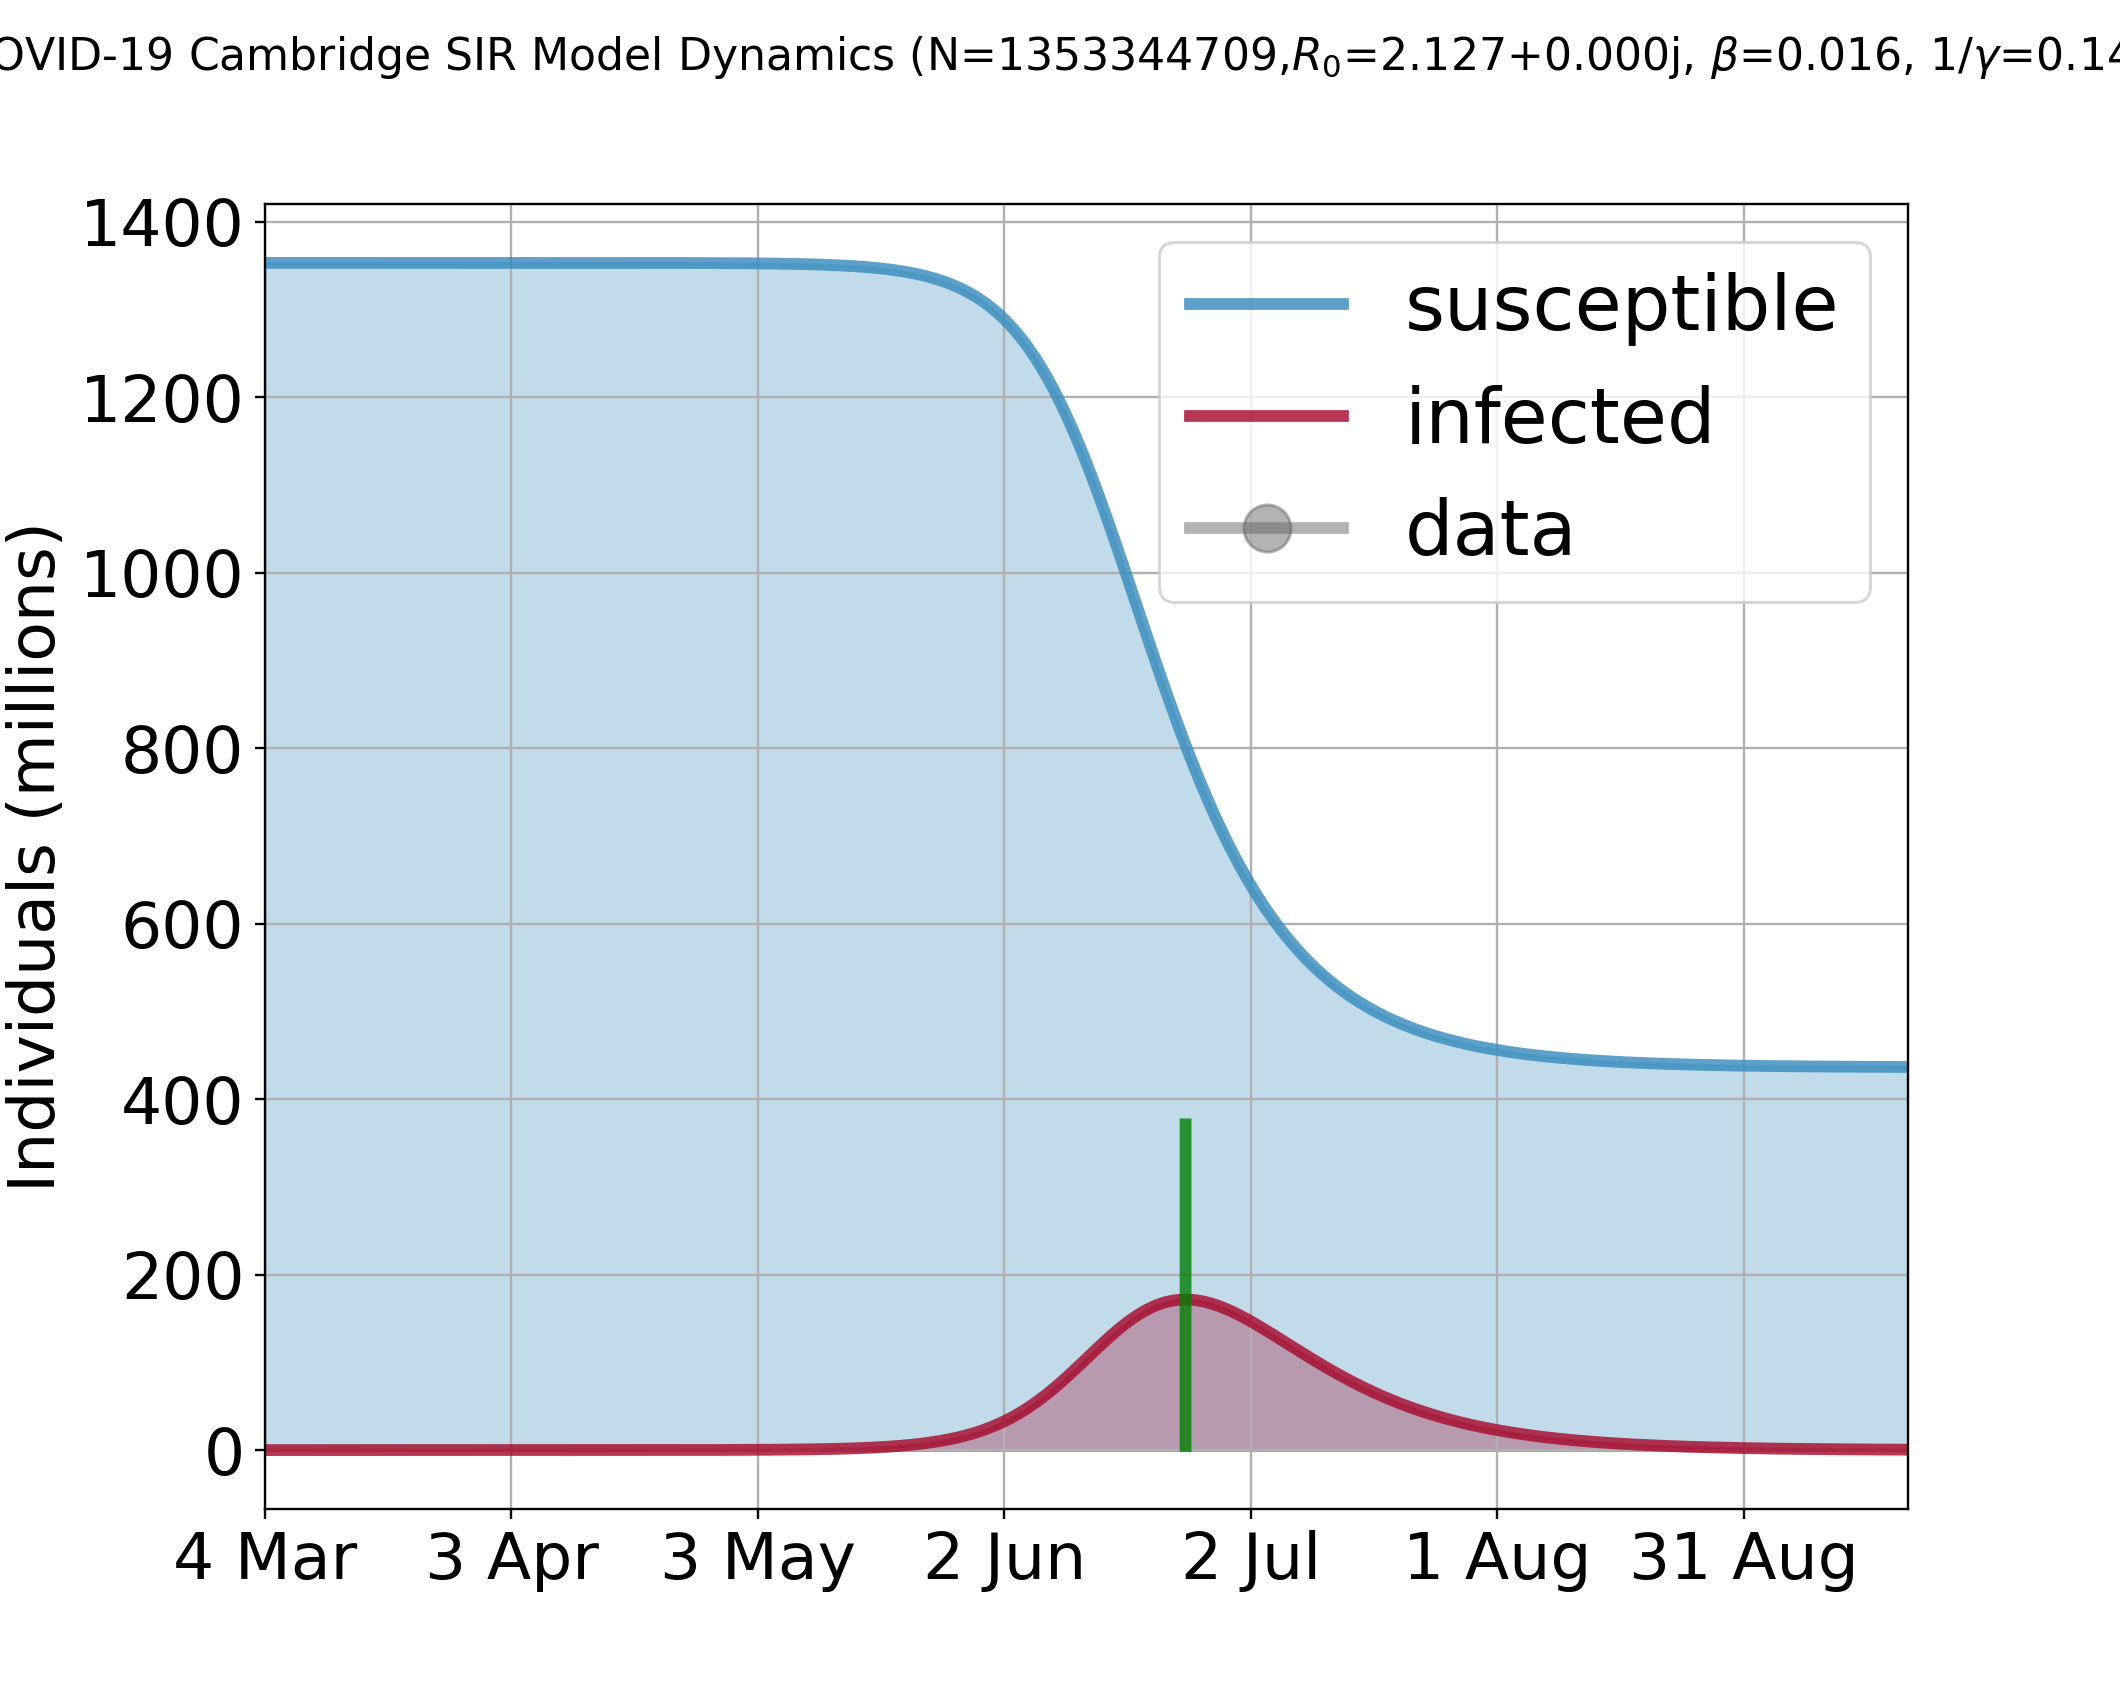 OVID-19 Cambridge SIR Model Dynamics (N=1353344709,R₀=2.127+0.000j, β=0.016, 1/γ=0.14
1400
1200
1000
800
600
400
200
0
Individuals (millions)
susceptible
infected
data
4 Mar 3 Apr 3 May 2 Jun 2 Jul 1 Aug 31 Aug